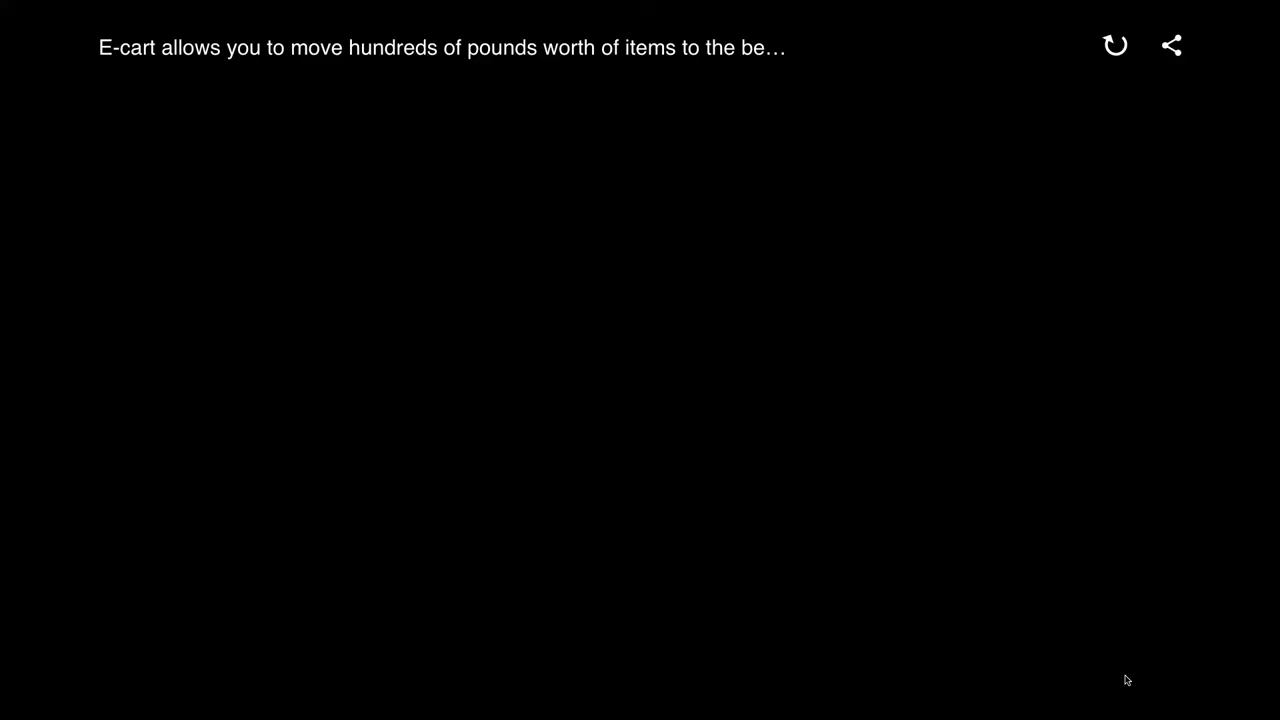 E-cart allows you to move hundreds of pounds worth of items to the be…